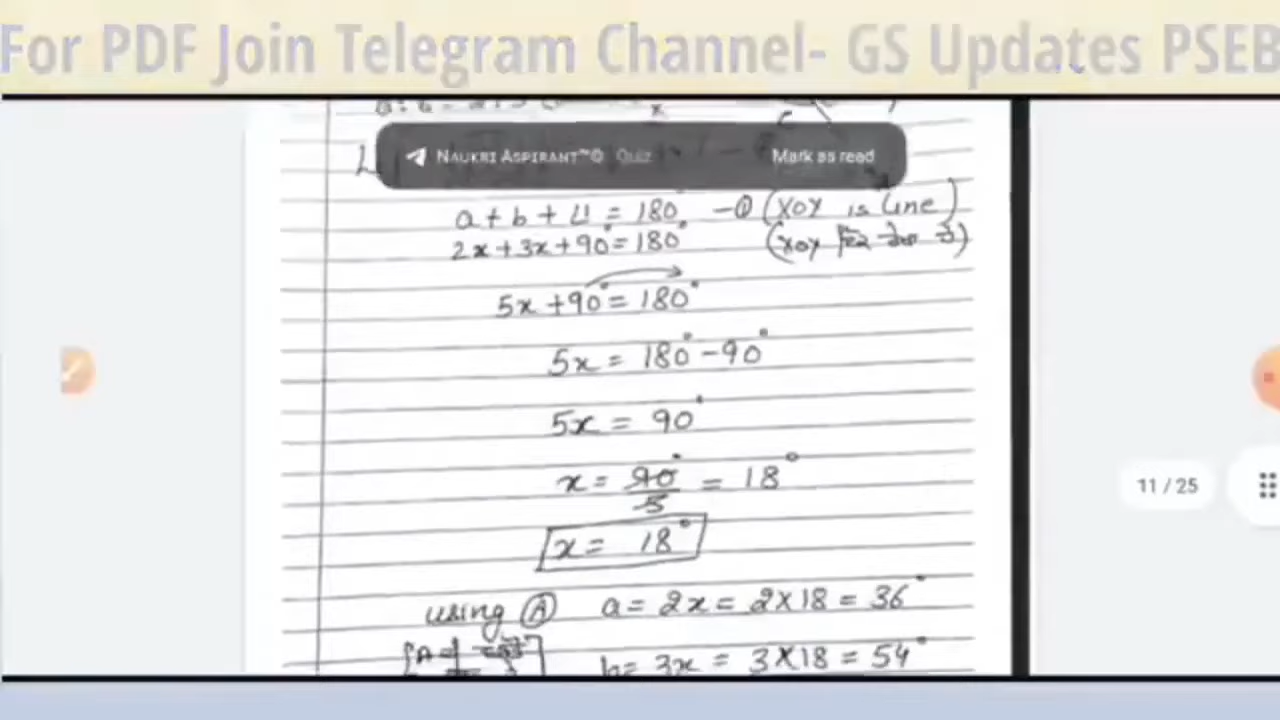 For PDF Join Telegram Channel- GS Updates PSEB
NAUKRI ASPIRANT™© Quiz Mark as read
a + b + ∠1 = 180° —① (XOY is Line)
2x+3x+90°=180° (XOY
5x +90°= 180°
5x = 180° - 90°
5x = 90°
x = 90°/5 = 18°
x = 18°
11 / 25
using Ⓐ a = 2x = 2×18 = 36°
b= 3x = 3×18 = 54°